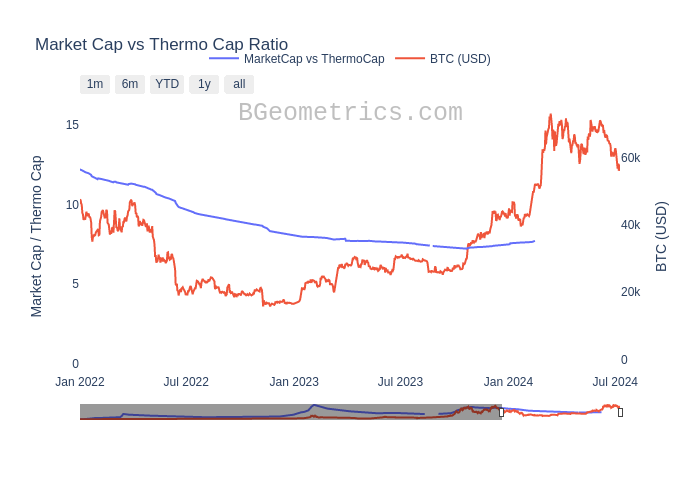 Market Cap vs Thermo Cap Ratio
MarketCap vs ThermoCap
BTC (USD)
1m
6m
YTD
1y
all
BGeometrics.com
15
10
5
0
Market Cap / Thermo Cap
60k
40k
20k
0
BTC (USD)
Jan 2022
Jul 2022
Jan 2023
Jul 2023
Jan 2024
Jul 2024